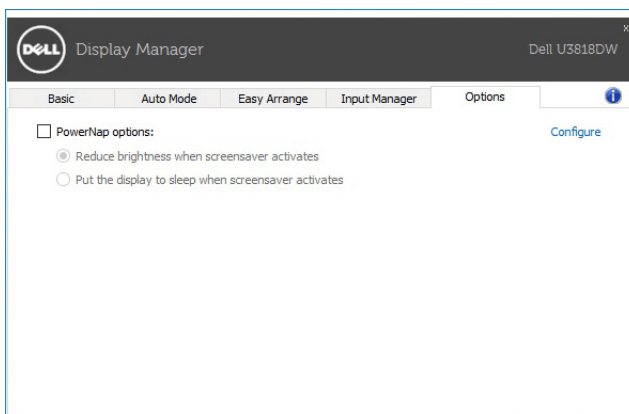 DELL Display Manager
x
Dell U3818DW
Basic Auto Mode Easy Arrange Input Manager Options i
PowerNap options: Configure
Reduce brightness when screensaver activates
Put the display to sleep when screensaver activates